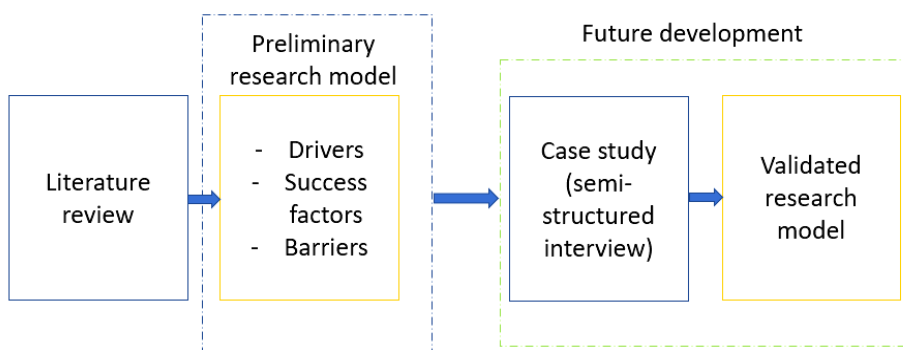 Literature
review
Preliminary
research model
- Drivers
- Success
factors
- Barriers
Future development
Case study
(semi-
structured
interview)
Validated
research
model